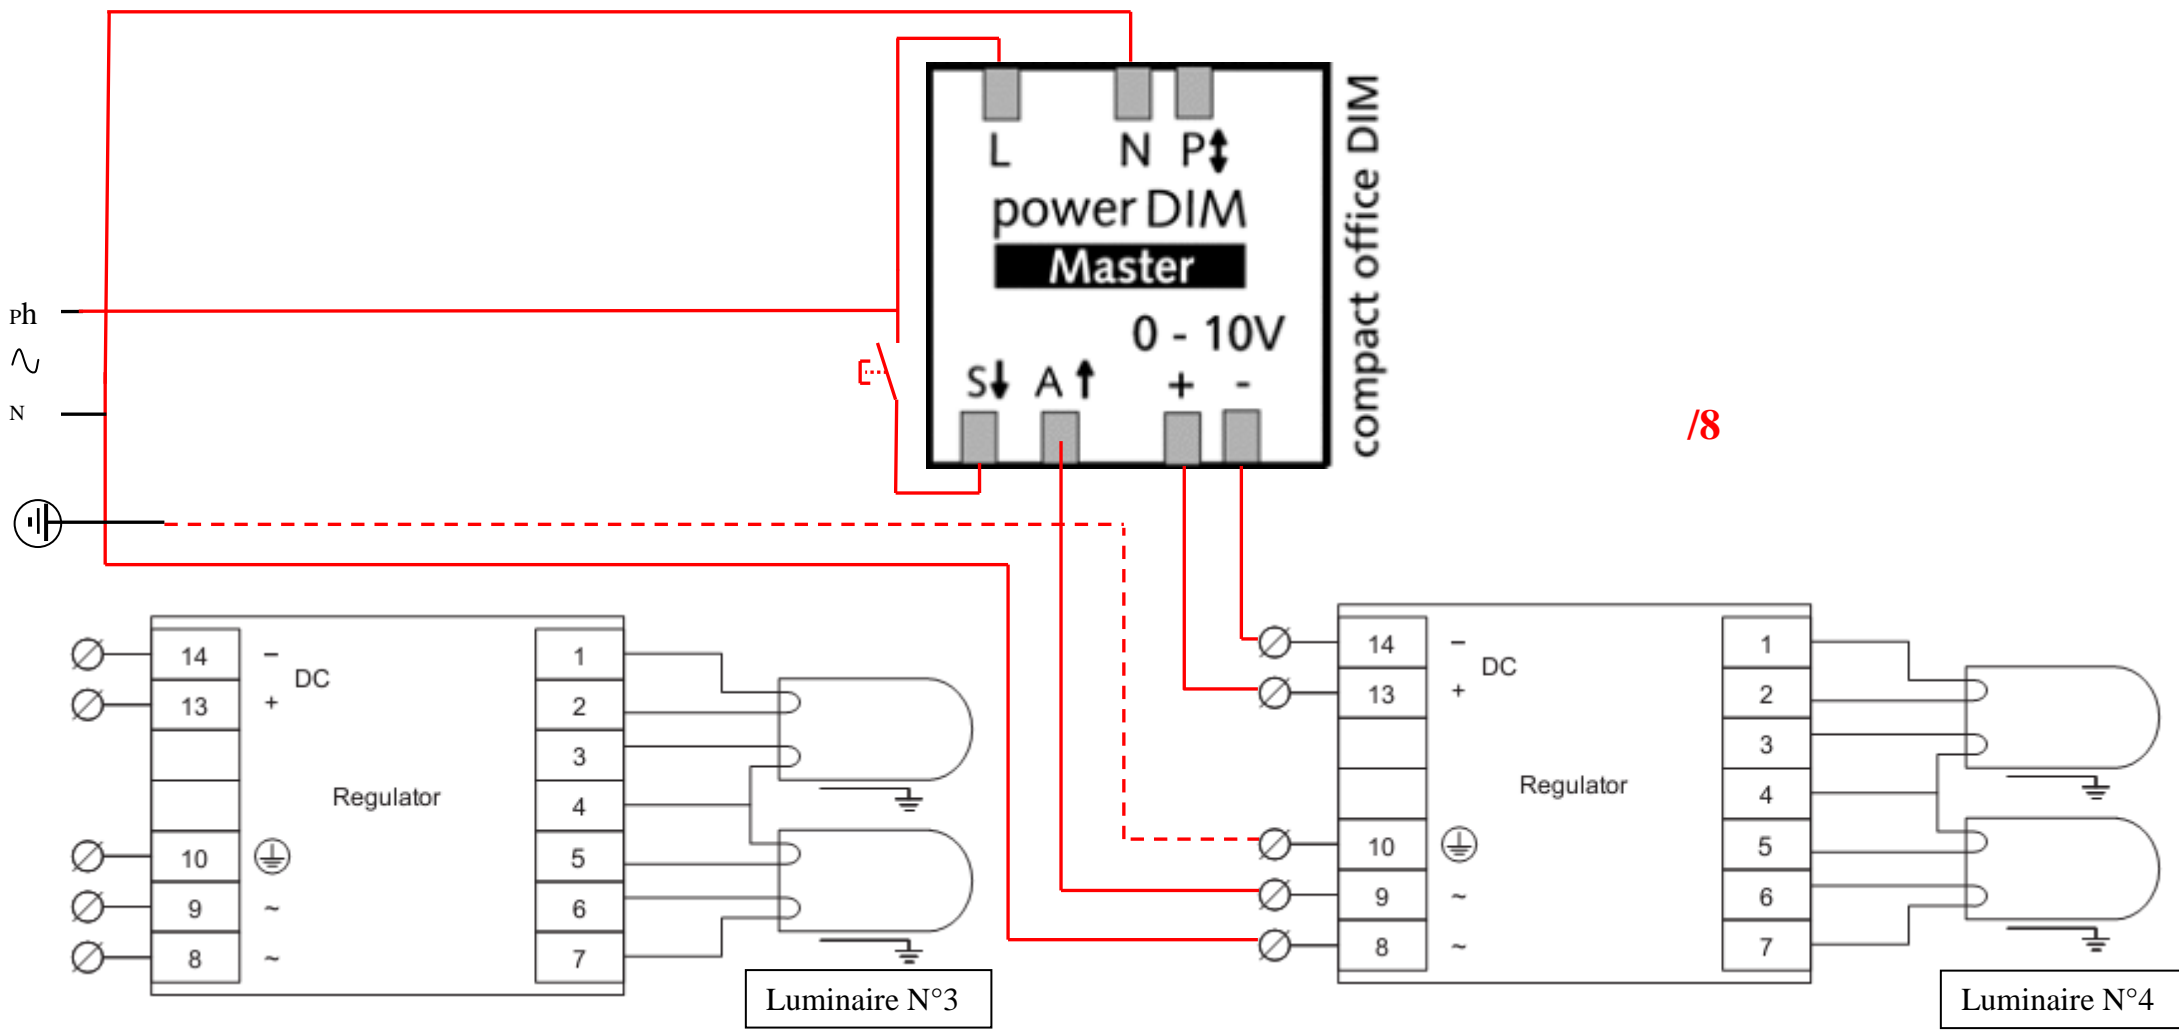 L N P
power DIM
Master
0 - 10V
S A + -
compact office DIM
Ph
N
/8
14 −
DC
13 +
Regulator
10
9 ~
8 ~
1
2
3
4
5
6
7
Luminaire N°3
14 −
DC
13 +
Regulator
10
9 ~
8 ~
1
2
3
4
5
6
7
Luminaire N°4